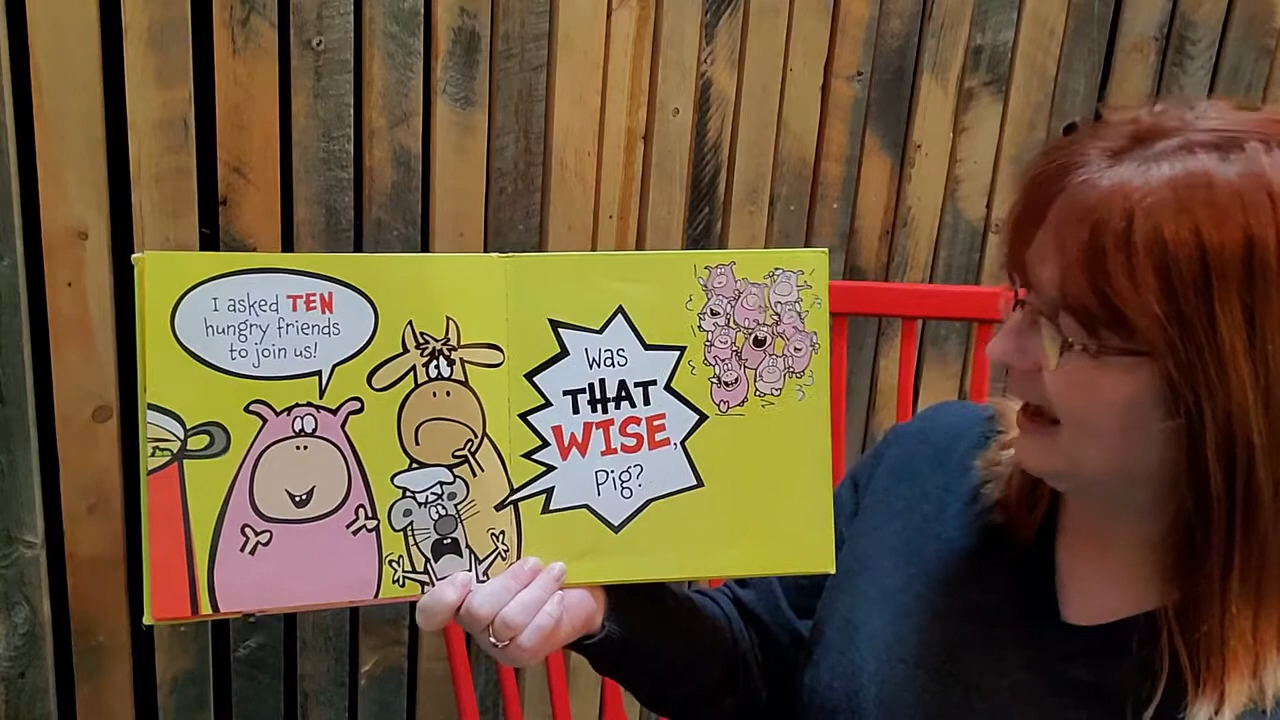 I asked TEN
hungry friends
to join us!
Was
THAT
WISE,
Pig?